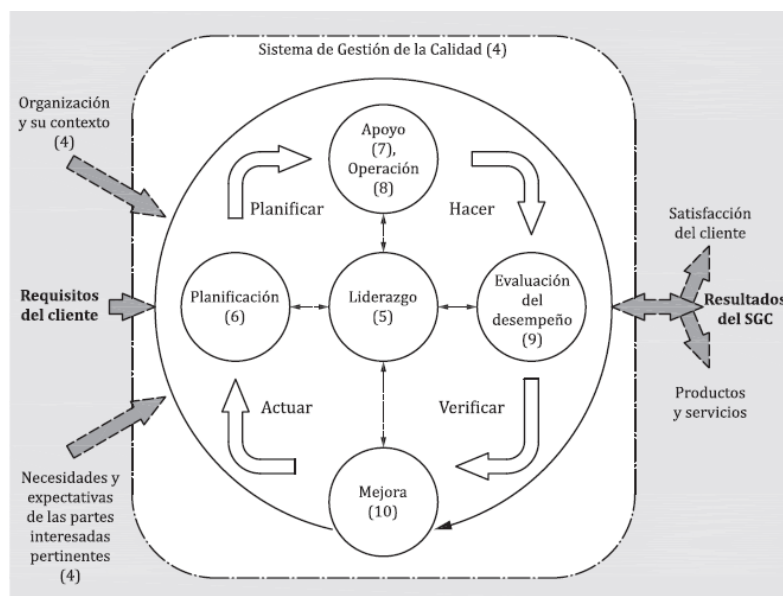 Sistema de Gestión de la Calidad (4)
Organización
y su contexto
(4)
Apoyo
(7),
Operación
(8)
Planificar
Hacer
Satisfacción
del cliente
Requisitos
del cliente
Planificación
(6)
Liderazgo
(5)
Evaluación
del
desempeño
(9)
Resultados
del SGC
Actuar
Verificar
Productos
y servicios
Mejora
(10)
Necesidades y
expectativas
de las partes
interesadas
pertinentes
(4)